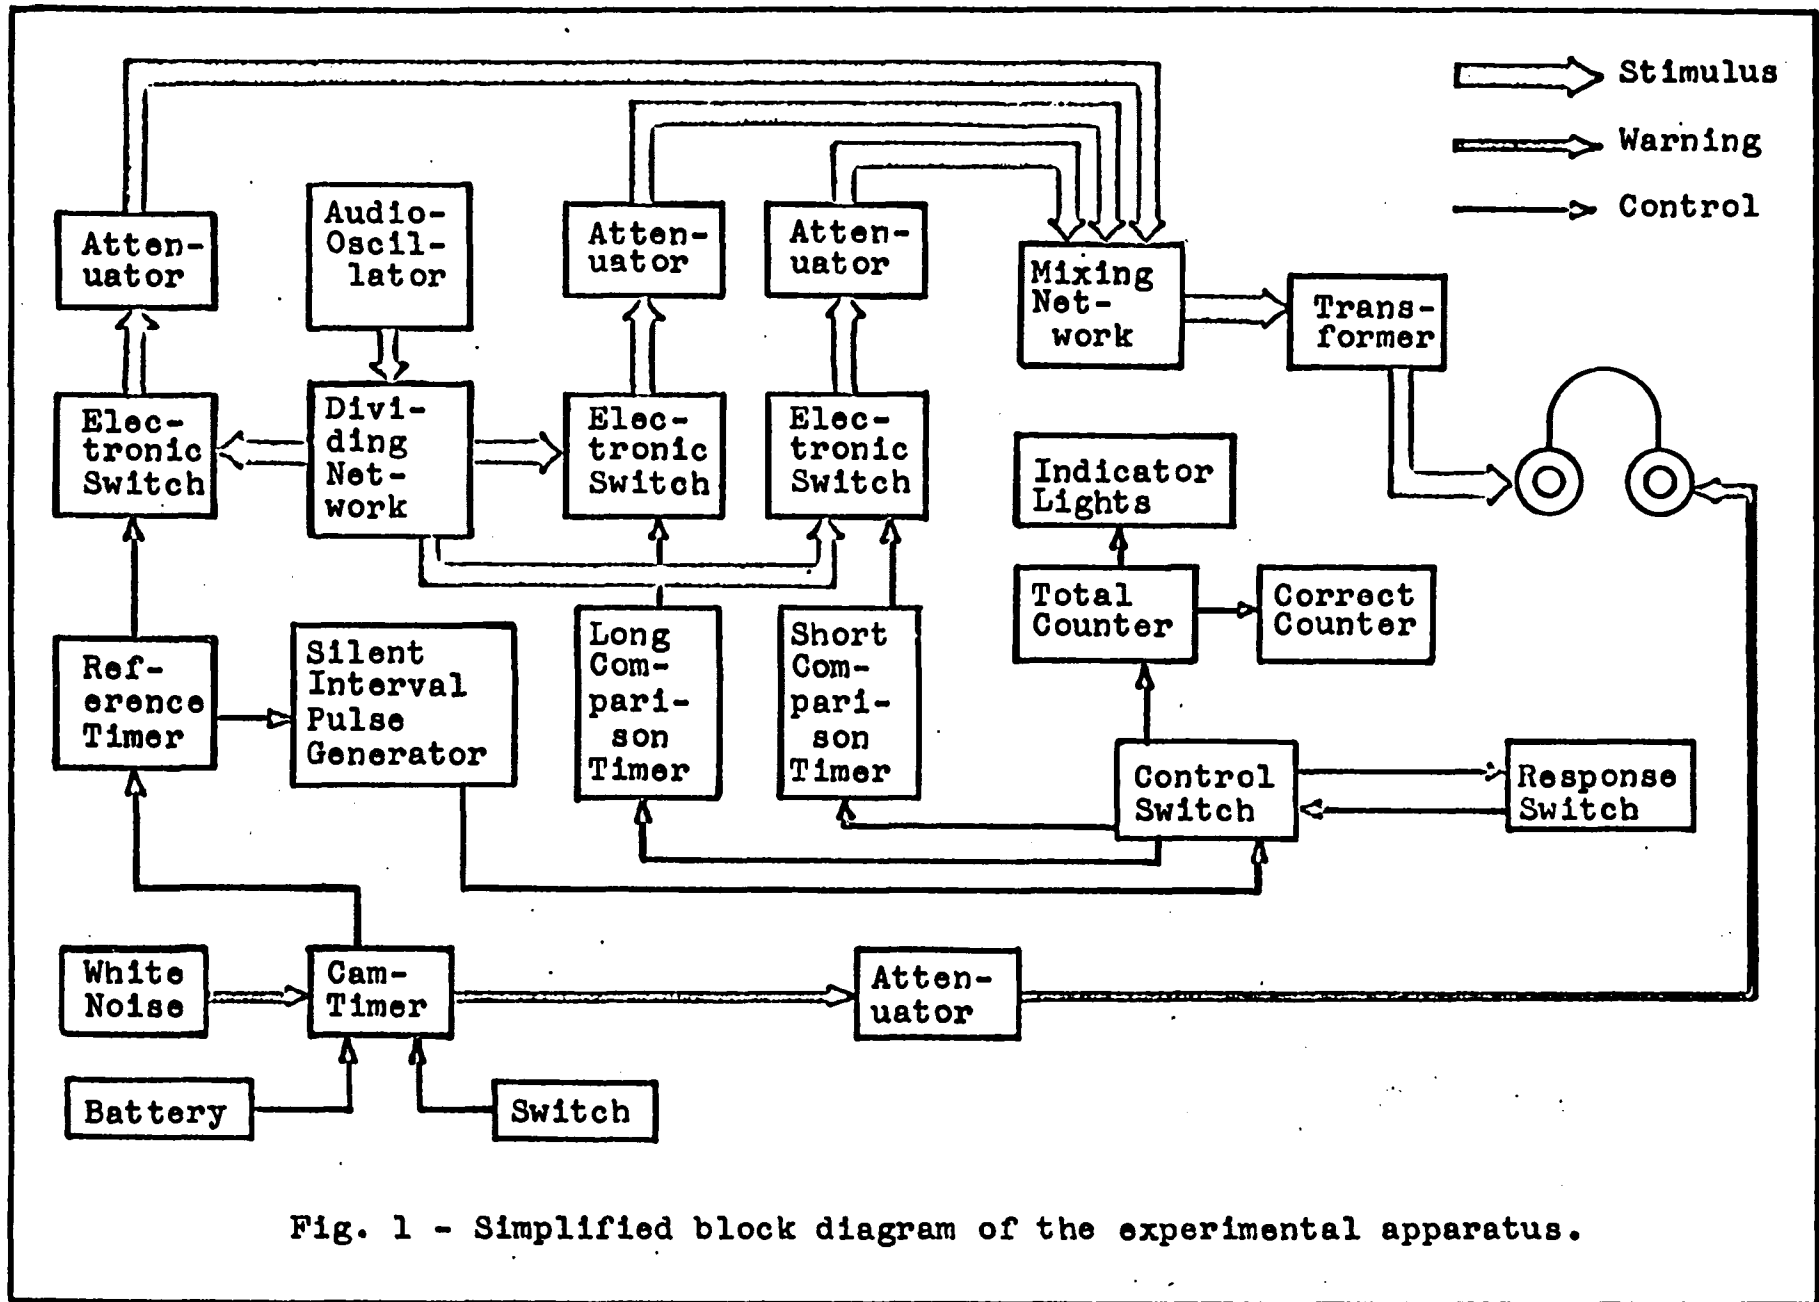 Stimulus
Warning
Control
Atten-
uator
Audio-
Oscil-
lator
Atten-
uator
Atten-
uator
Mixing
Net-
work
Trans-
former
Elec-
tronic
Switch
Divi-
ding
Net-
work
Elec-
tronic
Switch
Elec-
tronic
Switch
Indicator
Lights
Total
Counter
Correct
Counter
Ref-
erence
Timer
Silent
Interval
Pulse
Generator
Long
Com-
pari-
son
Timer
Short
Com-
pari-
son
Timer
Control
Switch
Response
Switch
White
Noise
Cam-
Timer
Atten-
uator
Battery
Switch
Fig. 1 - Simplified block diagram of the experimental apparatus.